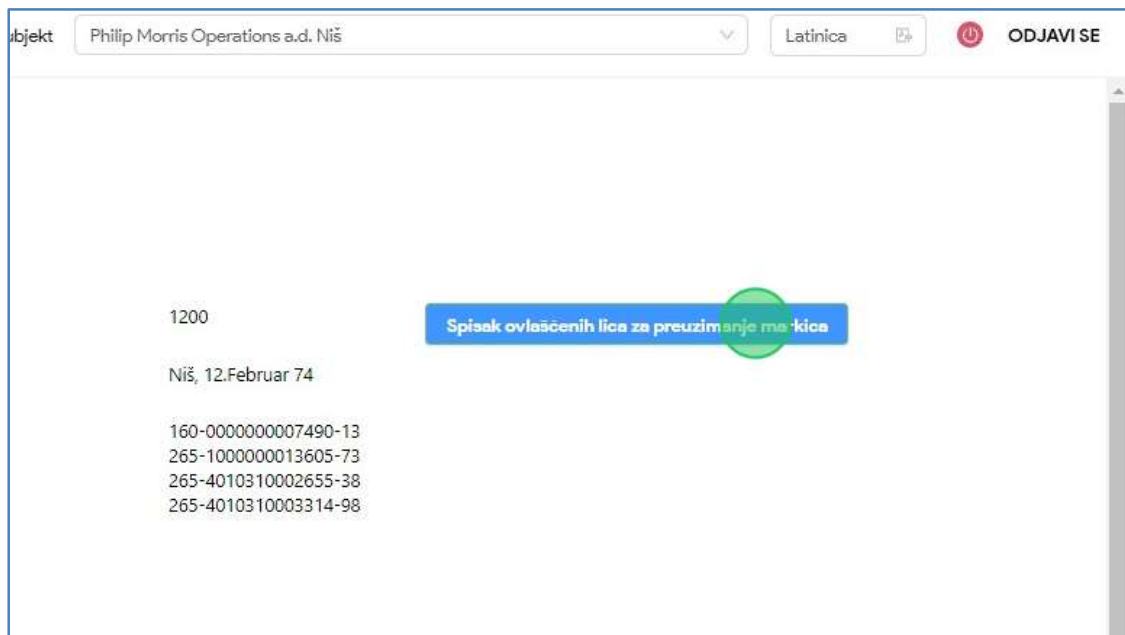 ubjekt Philip Morris Operations a.d. Niš Latinica ODJAVI SE
1200 Spisak ovlašćenih lica za preuzimanje markica
Niš, 12.Februar 74
160-0000000007490-13
265-1000000013605-73
265-4010310002655-38
265-4010310003314-98